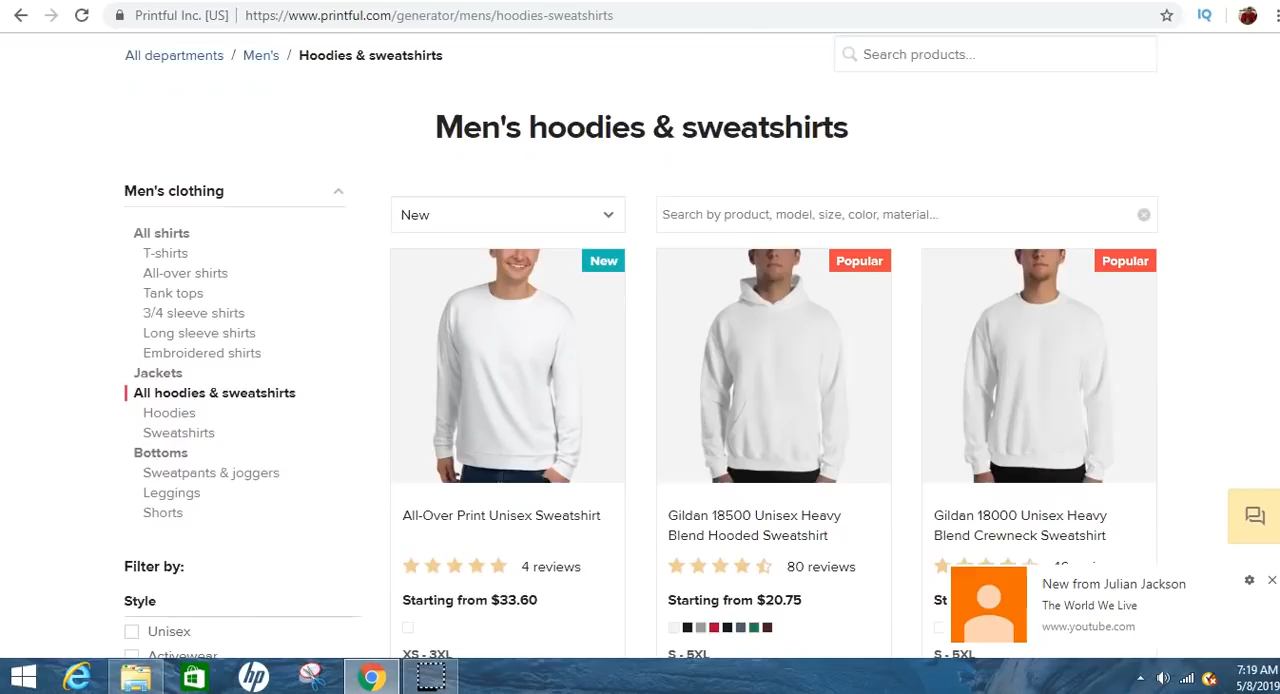 Printful Inc. [US] | https://www.printful.com/generator/mens/hoodies-sweatshirts
IQ
All departments / Men's / Hoodies & sweatshirts
Search products...
Men's hoodies & sweatshirts
Men's clothing
All shirts
T-shirts
All-over shirts
Tank tops
3/4 sleeve shirts
Long sleeve shirts
Embroidered shirts
Jackets
All hoodies & sweatshirts
Hoodies
Sweatshirts
Bottoms
Sweatpants & joggers
Leggings
Shorts
Filter by:
Style
Unisex
Activewear
New
Search by product, model, size, color, material...
New
All-Over Print Unisex Sweatshirt
4 reviews
Starting from $33.60
XS - 3XL
Popular
Gildan 18500 Unisex Heavy
Blend Hooded Sweatshirt
80 reviews
Starting from $20.75
S - 5XL
Popular
Gildan 18000 Unisex Heavy
Blend Crewneck Sweatshirt
St
S - 5XL
New from Julian Jackson
The World We Live
www.youtube.com
hp
7:19 AM
5/8/2019